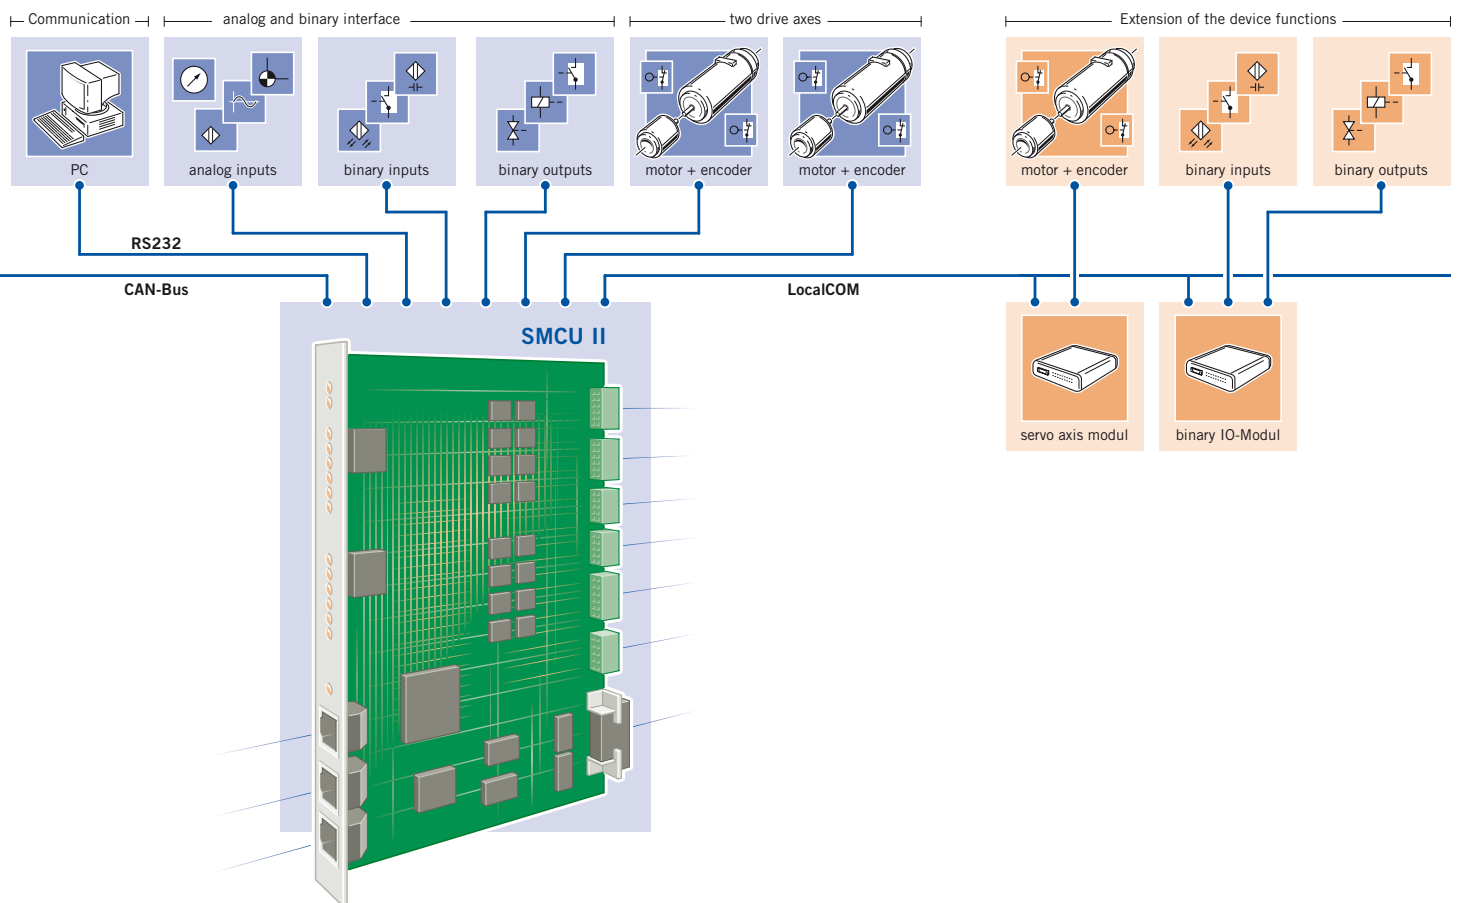 Communication
analog and binary interface
two drive axes
Extension of the device functions
PC
analog inputs
binary inputs
binary outputs
motor + encoder
motor + encoder
motor + encoder
binary inputs
binary outputs
RS232
CAN-Bus
LocalCOM
SMCU II
servo axis modul
binary IO-Modul